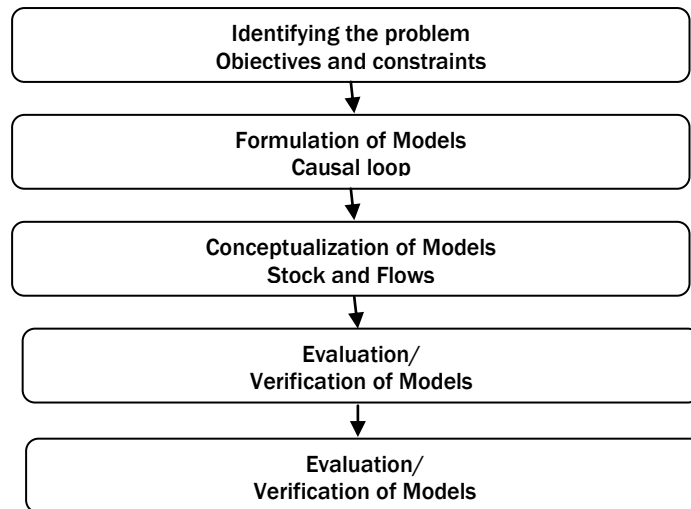 Identifying the problem
Objectives and constraints
Formulation of Models
Causal loop
Conceptualization of Models
Stock and Flows
Evaluation/
Verification of Models
Evaluation/
Verification of Models